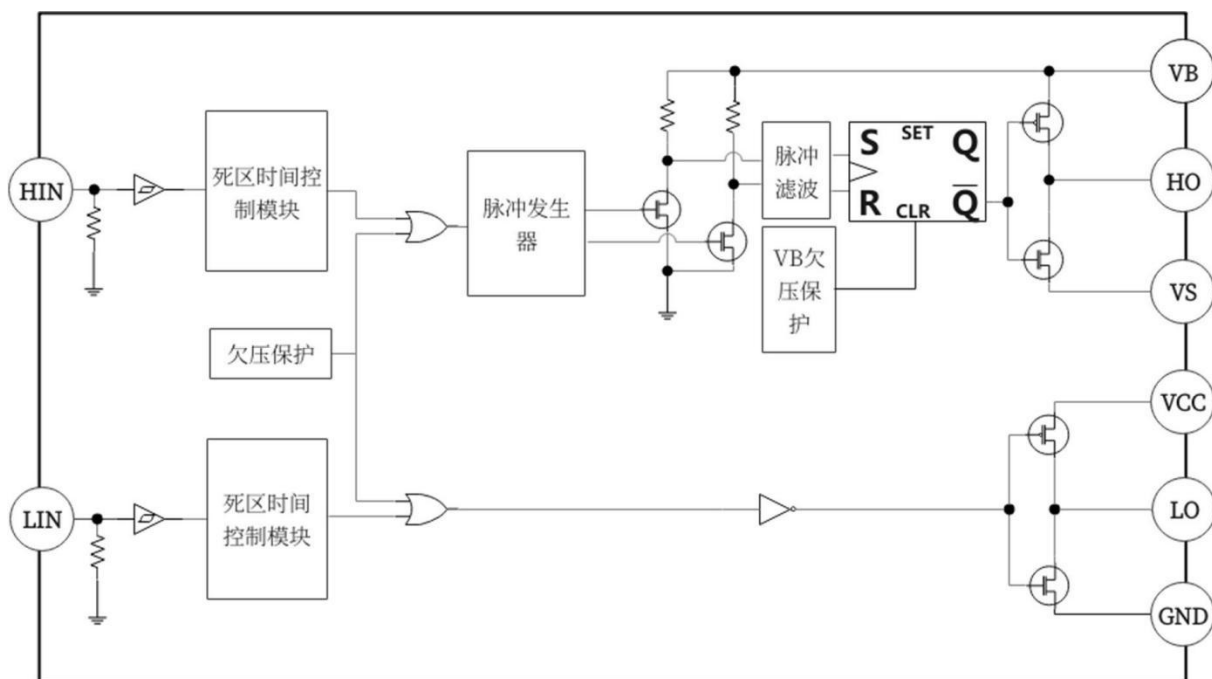 VB
死区时间控
制模块
HIN
脉冲发生
器
脉冲
滤波
S SET Q
R CLR Q̅
HO
VB欠
压保
护
VS
欠压保护
VCC
死区时间
控制模块
LIN
LO
GND